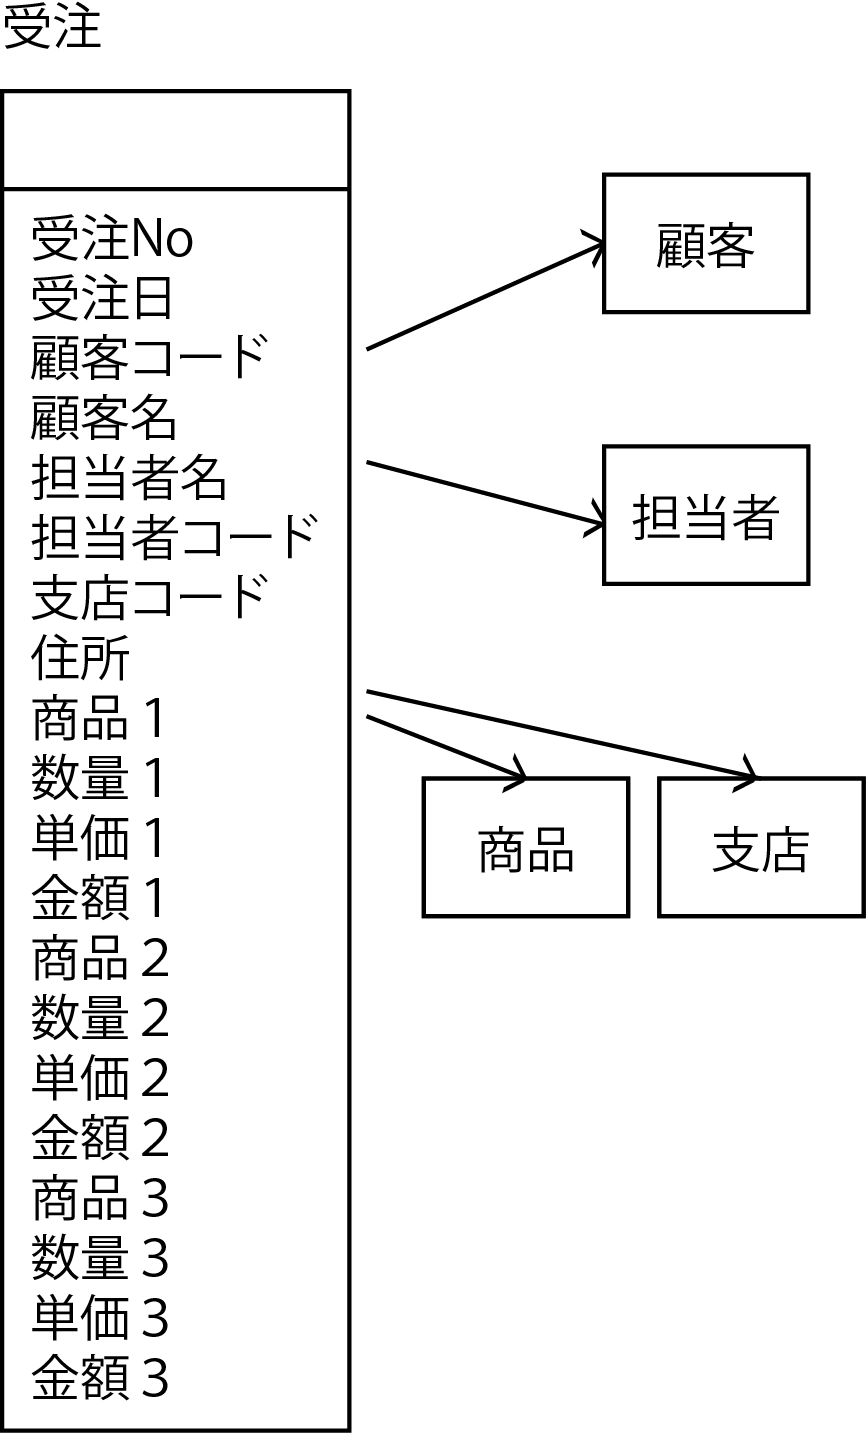 受注
受注No
受注日
顧客コード
顧客名
担当者名
担当者コード
支店コード
住所
商品１
数量１
単価１
金額１
商品２
数量２
単価２
金額２
商品３
数量３
単価３
金額３
顧客
担当者
商品
支店